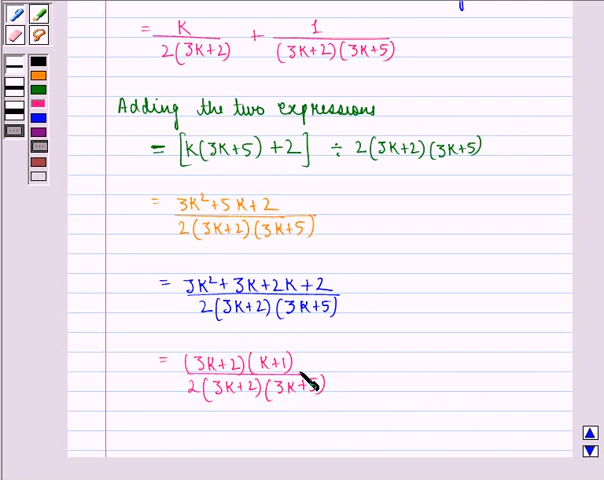 = K/2(3K+2) + 1/(3K+2)(3K+5)
Adding the two expressions
= [K(3K+5)+2] ÷ 2(3K+2)(3K+5)
= 3K²+5K+2/2(3K+2)(3K+5)
= 3K²+3K+2K+2/2(3K+2)(3K+5)
= (3K+2)(K+1)/2(3K+2)(3K+5)